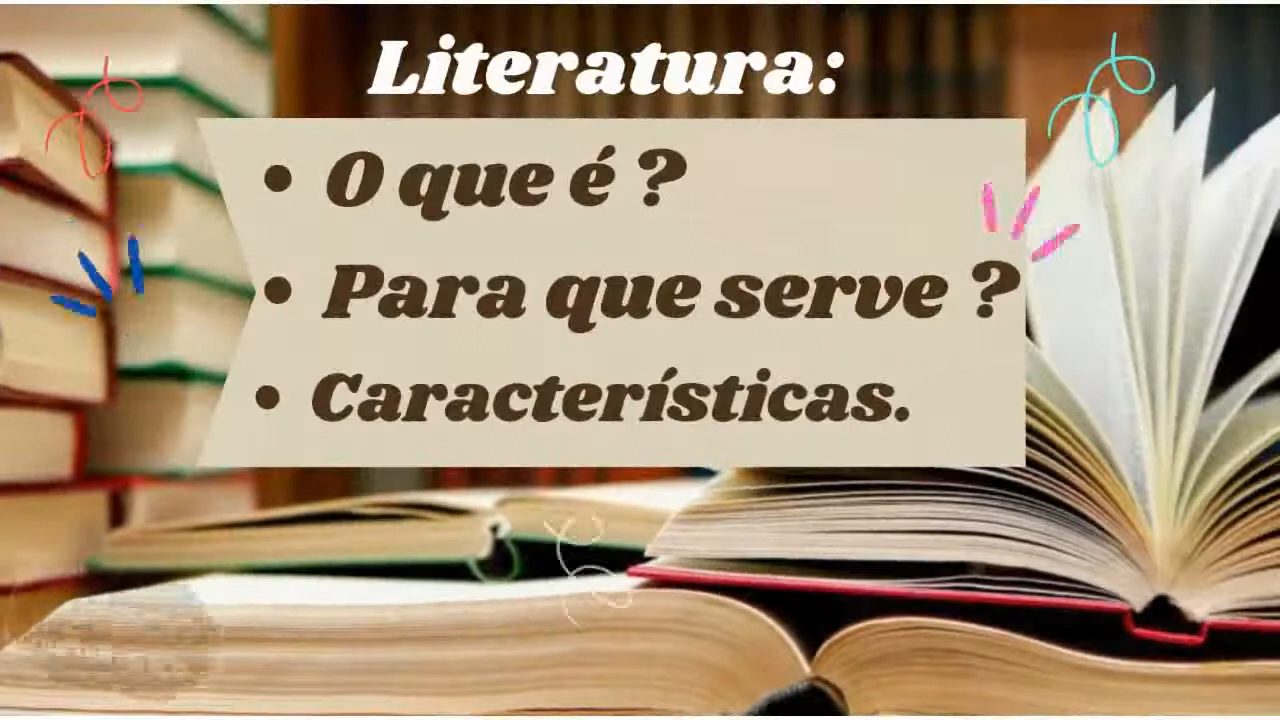 Literatura:
• O que é ?
• Para que serve ?
• Características.